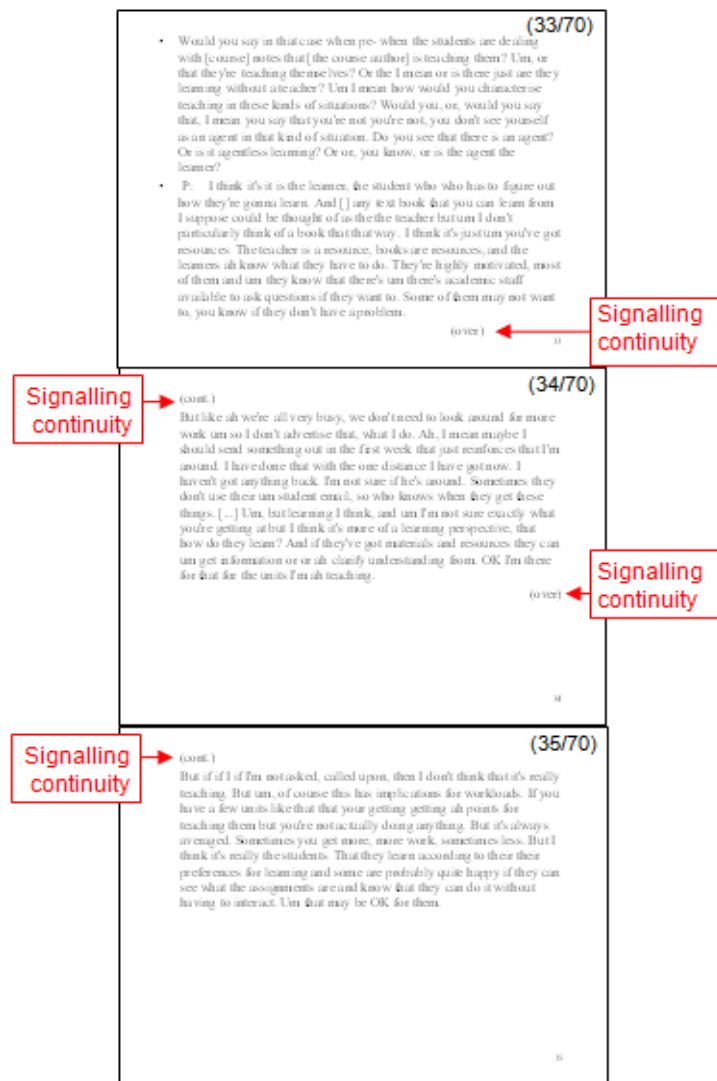 (33/70)
• Would you say in that case when pe- when the students are dealing
with [course] notes that [the course author] is teaching them? Um, or
that they're teaching themselves? Or the I mean or is there just are they
learning without a teacher? Um I mean how would you characterise
teaching in these kinds of situations? Would you, or, would you say
that, I mean you say that you're not you're not, you don't see yourself
as an agent in that kind of situation. Do you see that there is an agent?
Or is it agentless learning? Or or, you know, or is the agent the
learner?
• P: I think it's it is the learner, the student who who has to figure out
how they're gonna learn. And [ ] any text book that you can learn from
I suppose could be thought of as the the teacher but um I don't
particularly think of a book that that way. I think it's just um you've got
resources. The teacher is a resource, books are resources, and the
learners ah know what they have to do. They're highly motivated, most
of them and um they know that there's um there's academic staff
available to ask questions if they want to. Some of them may not want
to, you know if they don't have a problem.
(over)
Signalling
continuity
33
(34/70)
Signalling
continuity
(cont.)
But like ah we're all very busy, we don't need to look around for more
work um so I don't advertise that, what I do. Ah, I mean maybe I
should send something out in the first week that just reinforces that I'm
around. I have done that with the one distance I have got now. I
haven't got anything back. I'm not sure if he's around. Sometimes they
don't use their um student email, so who knows when they get these
things. [...] Um, but learning I think, and um I'm not sure exactly what
you're getting at but I think it's more of a learning perspective, that
how do they learn? And if they've got materials and resources they can
um get information or or ah clarify understanding from. OK I'm there
for that for the units I'm ah teaching.
(over)
Signalling
continuity
34
(35/70)
Signalling
continuity
(cont.)
But if if I if I'm not asked, called upon, then I don't think that it's really
teaching. But um, of course this has implications for workloads. If you
have a few units like that that your getting getting ah points for
teaching them but you're not actually doing anything. But it's always
averaged. Sometimes you get more, more work, sometimes less. But I
think it's really the students. That they learn according to their their
preferences for learning and some are probably quite happy if they can
see what the assignments are and know that they can do it without
having to interact. Um that may be OK for them.
35